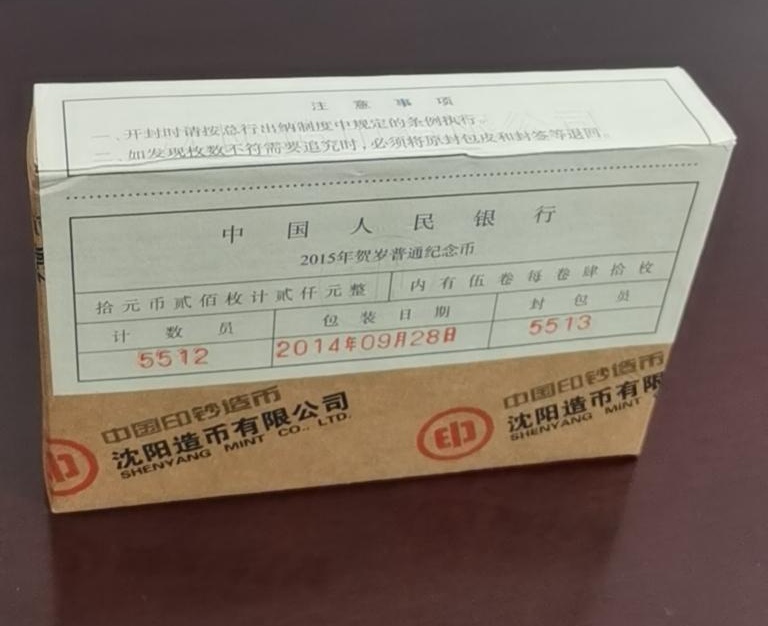 注意事项
一、开封时请按总行出纳制度中规定的条例执行。
二、如发现枚数不符需要追究时,必须将原封包皮和封签等退回。
中国人民银行
2015年贺岁普通纪念币
拾元币贰佰枚计贰仟元整 内有伍卷每卷肆拾枚
计数员 包装日期 封包员
5512 2014年09月28日 5513
中国印钞造币
沈阳造币有限公司
SHENYANG MINT CO., LTD.
中国印钞造币
沈阳造币有限
SHENYANG MINT